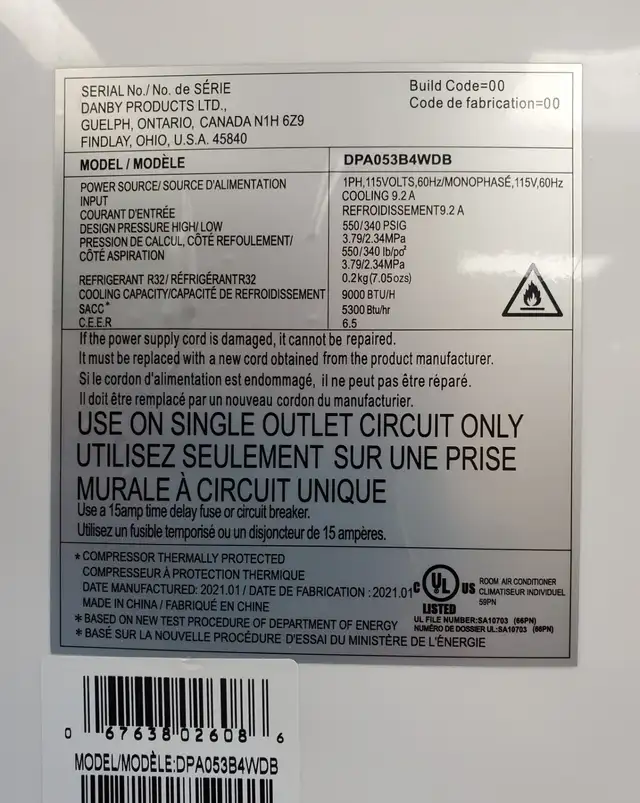 SERIAL No./ No. de SÉRIE
DANBY PRODUCTS LTD.,
GUELPH, ONTARIO, CANADA N1H 6Z9
FINDLAY, OHIO, U.S.A. 45840
Build Code=00
Code de fabrication=00
MODEL / MODÈLE DPA053B4WDB
POWER SOURCE/ SOURCE D'ALIMENTATION 1PH,115VOLTS,60Hz/MONOPHASÉ,115V,60Hz
INPUT COOLING 9.2 A
COURANT D'ENTRÉE REFROIDISSEMENT9.2 A
DESIGN PRESSURE HIGH/ LOW 550/340 PSIG
PRESSION DE CALCUL, CÔTÉ REFOULEMENT/ 3.79/2.34MPa
CÔTÉ ASPIRATION 550/340 lb/po²
3.79/2.34MPa
REFRIGERANT R32/ RÉFRIGÉRANTR32 0.2kg(7.05ozs)
COOLING CAPACITY/CAPACITÉ DE REFROIDISSEMENT 9000 BTU/H
SACC* 5300 Btu/hr
C.E.E.R 6.5
If the power supply cord is damaged, it cannot be repaired.
It must be replaced with a new cord obtained from the product manufacturer.
Si le cordon d'alimentation est endommagé, il ne peut pas être réparé.
Il doit être remplacé par un nouveau cordon du manufacturier.
USE ON SINGLE OUTLET CIRCUIT ONLY
UTILISEZ SEULEMENT SUR UNE PRISE
MURALE À CIRCUIT UNIQUE
Use a 15amp time delay fuse or circuit breaker.
Utilisez un fusible temporisé ou un disjoncteur de 15 ampères.
* COMPRESSOR THERMALLY PROTECTED
COMPRESSEUR À PROTECTION THERMIQUE
DATE MANUFACTURED: 2021.01 / DATE DE FABRICATION : 2021.01
MADE IN CHINA / FABRIQUÉ EN CHINE
* BASED ON NEW TEST PROCEDURE OF DEPARTMENT OF ENERGY
* BASÉ SUR LA NOUVELLE PROCÉDURE D'ESSAI DU MINISTÈRE DE L'ÉNERGIE
C UL US
LISTED
ROOM AIR CONDITIONER
CLIMATISEUR INDIVIDUEL
59PN
UL FILE NUMBER:SA10703 (66PN)
NUMÉRO DE DOSSIER UL:SA10703 (66PN)
0 67638 02608 6
MODEL/MODÈLE:DPA053B4WDB